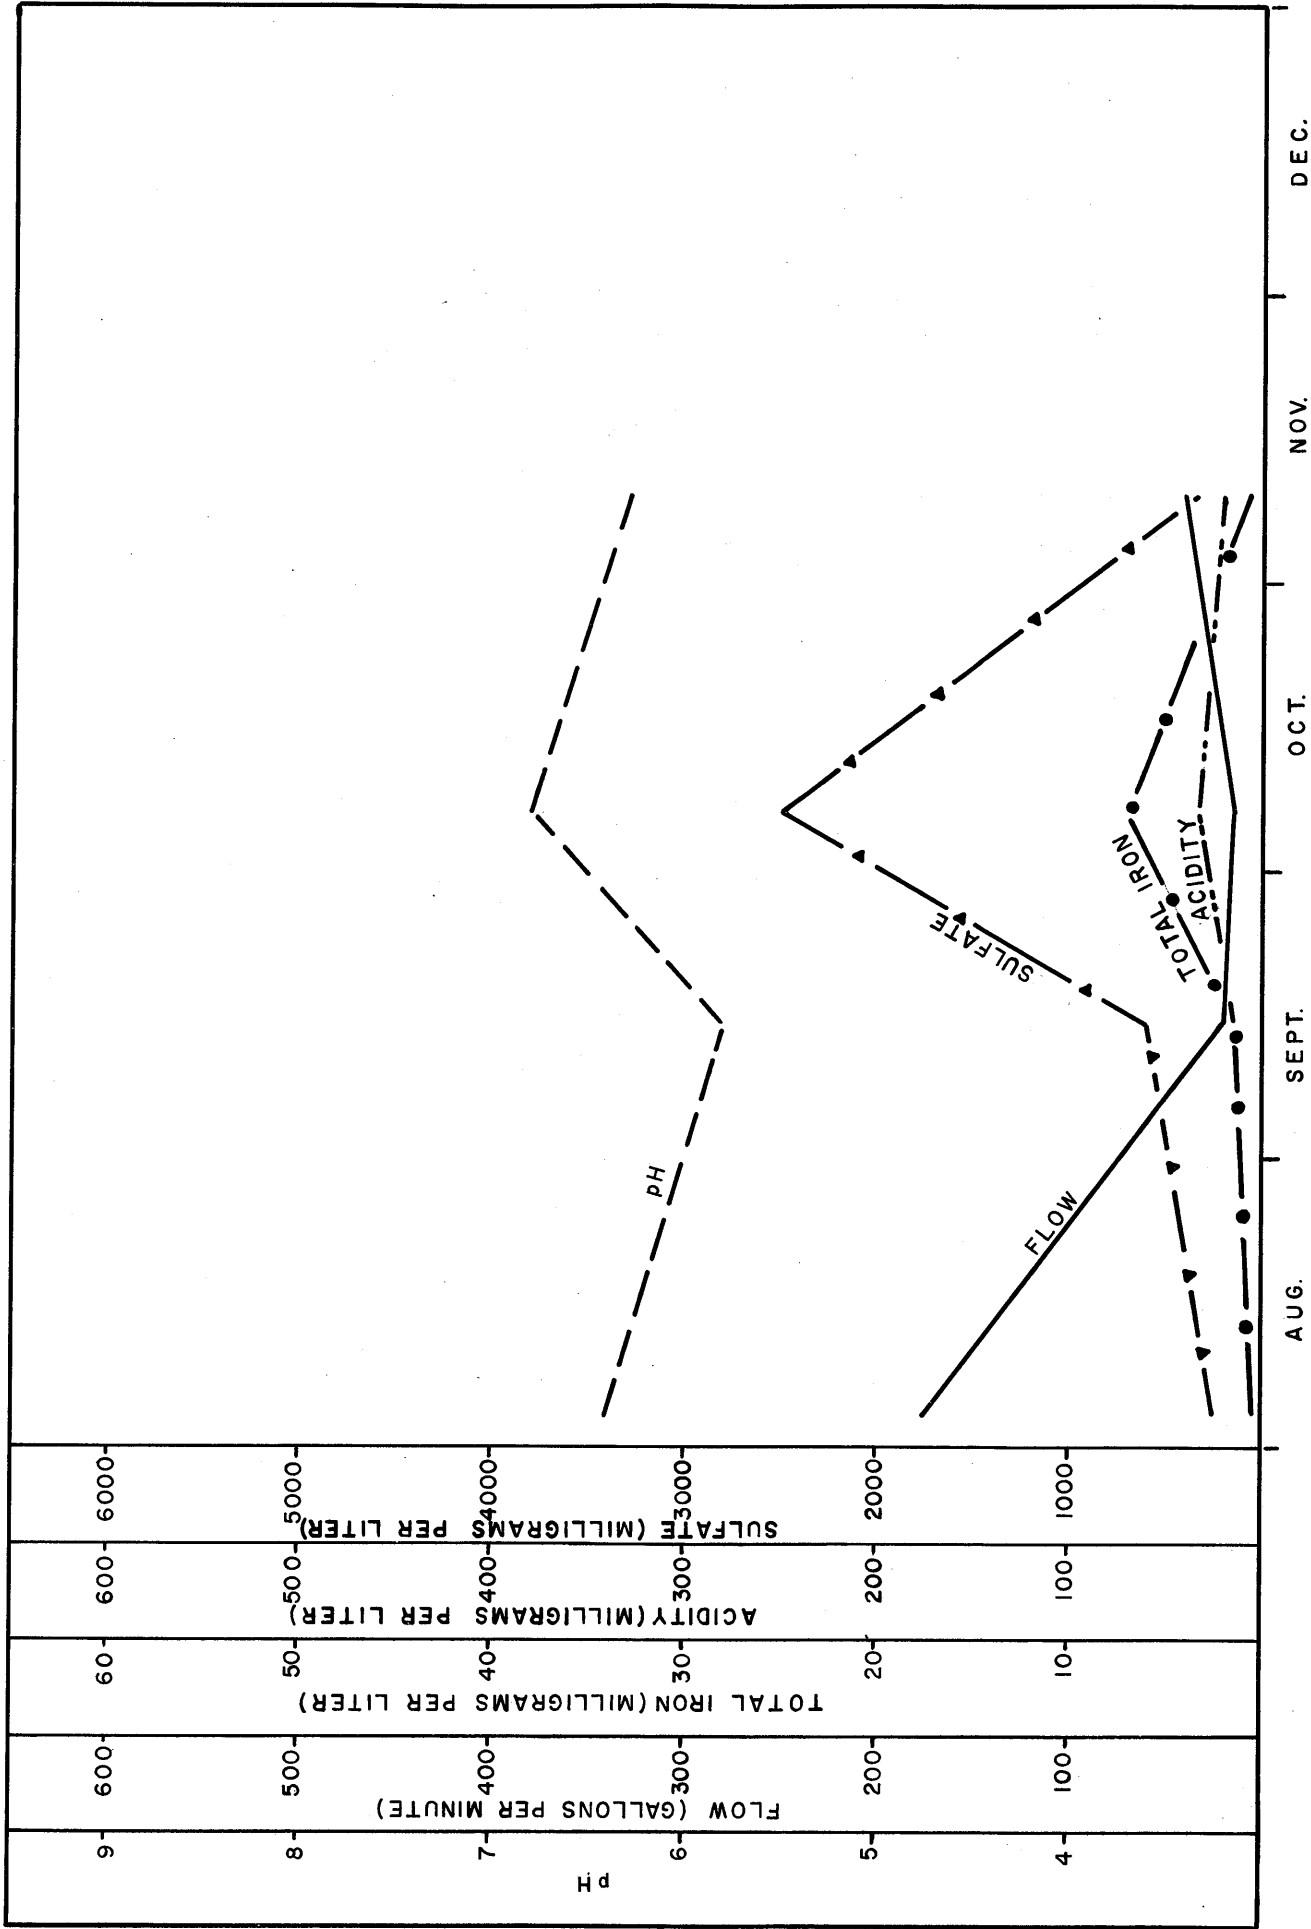 pH
9
8
7
6
5
4
FLOW (GALLONS PER MINUTE)
600
500
400
300
200
100
TOTAL IRON (MILLIGRAMS PER LITER)
60
50
40
30
20
10
ACIDITY (MILLIGRAMS PER LITER)
600
500
400
300
200
100
SULFATE (MILLIGRAMS PER LITER)
6000
5000
4000
3000
2000
1000
pH
FLOW
SULFATE
TOTAL IRON
ACIDITY
AUG.
SEPT.
OCT.
NOV.
DEC.